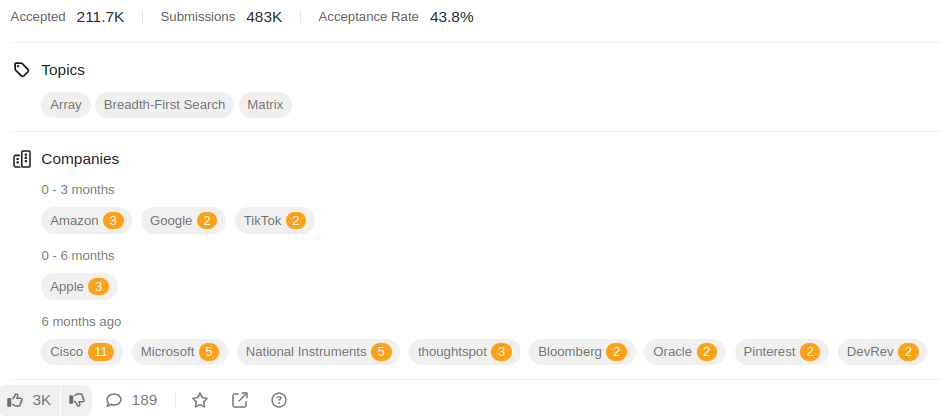 Accepted 211.7K Submissions 483K Acceptance Rate 43.8%
Topics
Array Breadth-First Search Matrix
Companies
0 - 3 months
Amazon 3 Google 2 TikTok 2
0 - 6 months
Apple 3
6 months ago
Cisco 11 Microsoft 5 National Instruments 5 thoughtspot 3 Bloomberg 2 Oracle 2 Pinterest 2 DevRev 2
3K 189